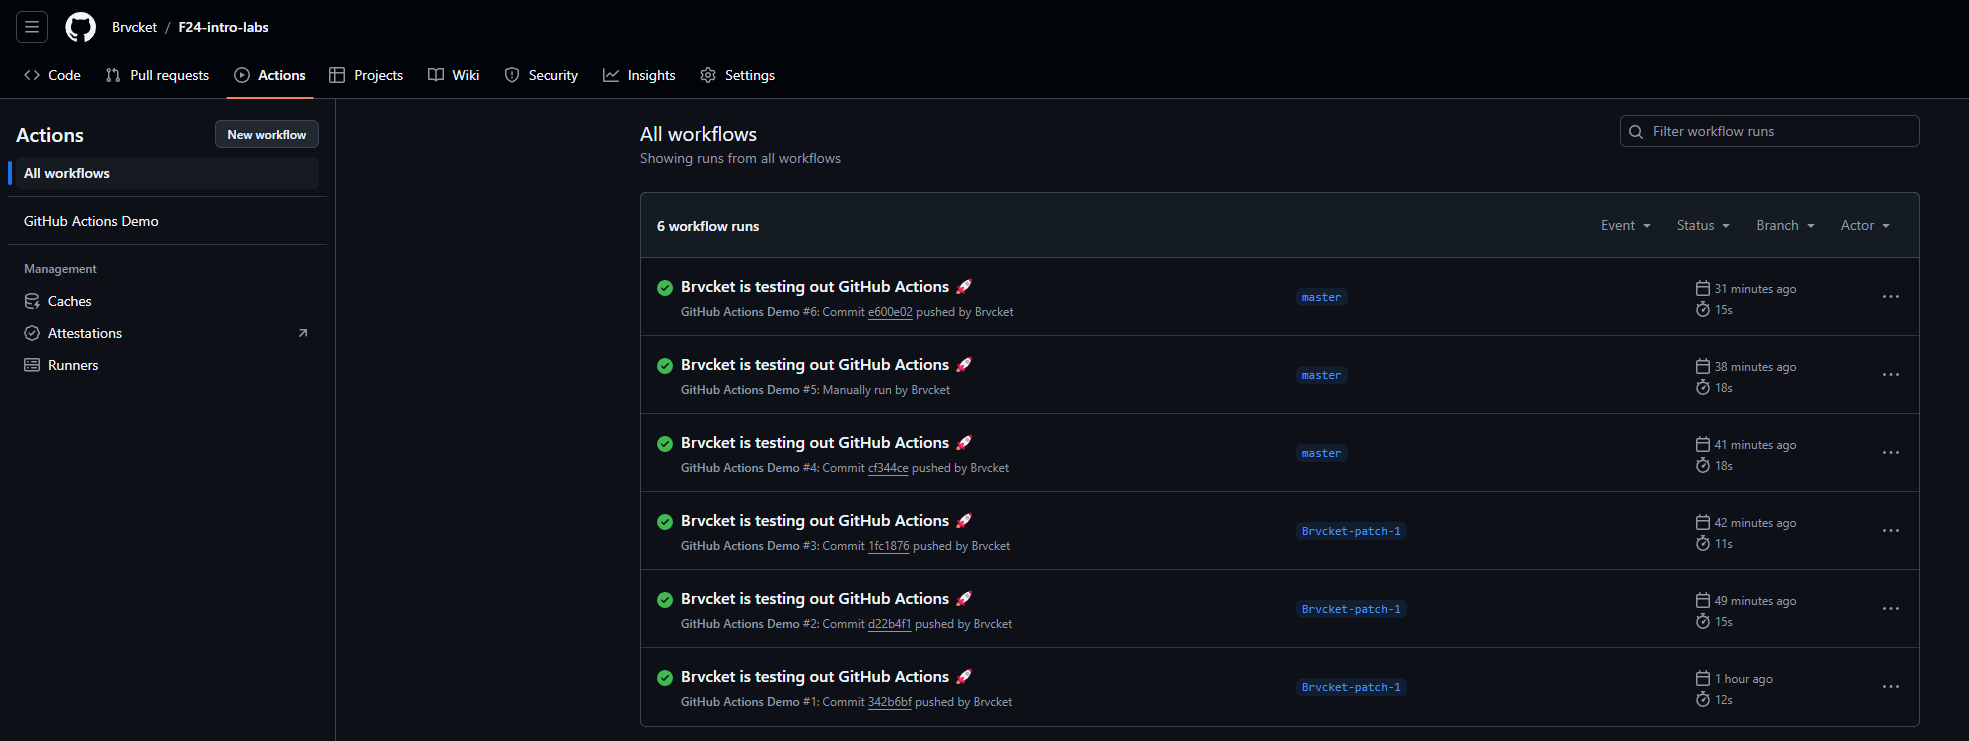 Brvcket / F24-intro-labs
Code Pull requests Actions Projects Wiki Security Insights Settings
Actions
New workflow
All workflows
GitHub Actions Demo
Management
Caches
Attestations
Runners
All workflows
Showing runs from all workflows
Filter workflow runs
6 workflow runs
Event Status Branch Actor
Brvcket is testing out GitHub Actions 🚀
GitHub Actions Demo #6: Commit e600e02 pushed by Brvcket
master
31 minutes ago
15s
Brvcket is testing out GitHub Actions 🚀
GitHub Actions Demo #5: Manually run by Brvcket
master
38 minutes ago
18s
Brvcket is testing out GitHub Actions 🚀
GitHub Actions Demo #4: Commit cf344ce pushed by Brvcket
master
41 minutes ago
18s
Brvcket is testing out GitHub Actions 🚀
GitHub Actions Demo #3: Commit 1fc1876 pushed by Brvcket
Brvcket-patch-1
42 minutes ago
11s
Brvcket is testing out GitHub Actions 🚀
GitHub Actions Demo #2: Commit d22b4f1 pushed by Brvcket
Brvcket-patch-1
49 minutes ago
15s
Brvcket is testing out GitHub Actions 🚀
GitHub Actions Demo #1: Commit 342b6bf pushed by Brvcket
Brvcket-patch-1
1 hour ago
12s